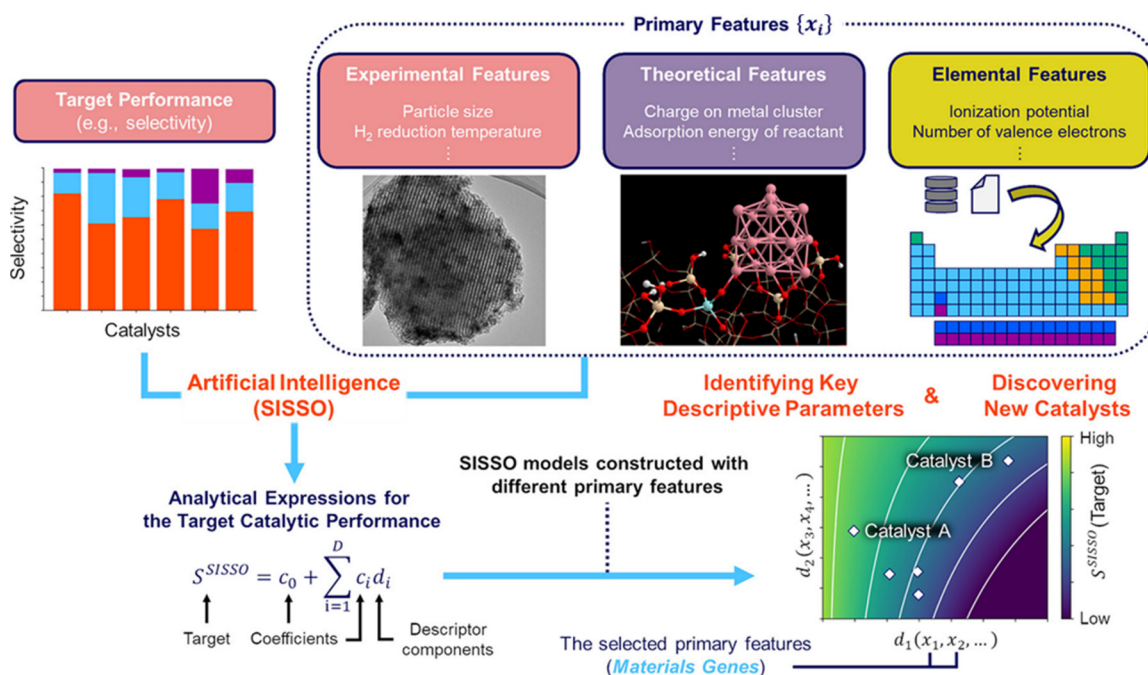 Primary Features {xᵢ}
Target Performance
(e.g., selectivity)
Experimental Features
Particle size
H₂ reduction temperature
⋮
Theoretical Features
Charge on metal cluster
Adsorption energy of reactant
⋮
Elemental Features
Ionization potential
Number of valence electrons
⋮
Selectivity
Catalysts
Artificial Intelligence
(SISSO)
Identifying Key
Descriptive Parameters
&
Discovering
New Catalysts
Analytical Expressions for
the Target Catalytic Performance
S^SISSO = c₀ + ∑_{i=1}^{D} cᵢdᵢ
Target
Coefficients
Descriptor
components
SISSO models constructed with
different primary features
Catalyst B
Catalyst A
d₂(x₃, x₄, …)
d₁(x₁, x₂, …)
High
Low
S^SISSO(Target)
The selected primary features
(Materials Genes)